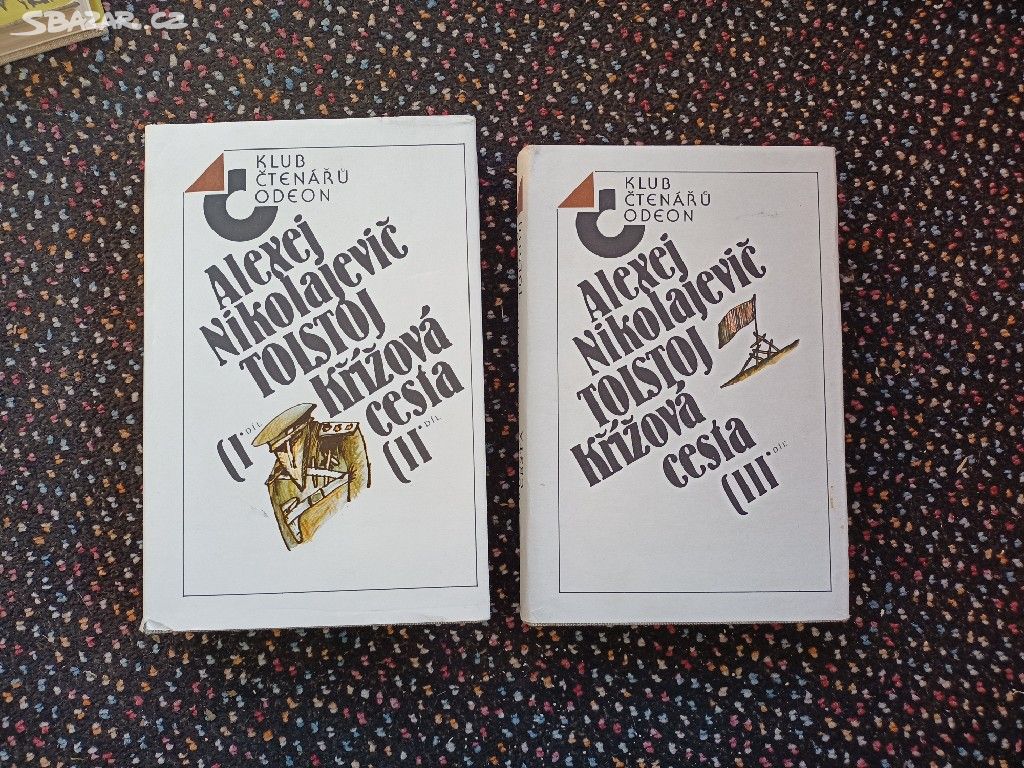 SBAZAR.CZ
KLUB
ČTENÁŘŮ
ODEON
Alexej
Nikolajevič
TOLSTOJ
Křížová
cesta
(I. DÍL
(II. DÍL
KLUB
ČTENÁŘŮ
ODEON
Alexej
Nikolajevič
TOLSTOJ
Křížová
cesta
(III. DÍL